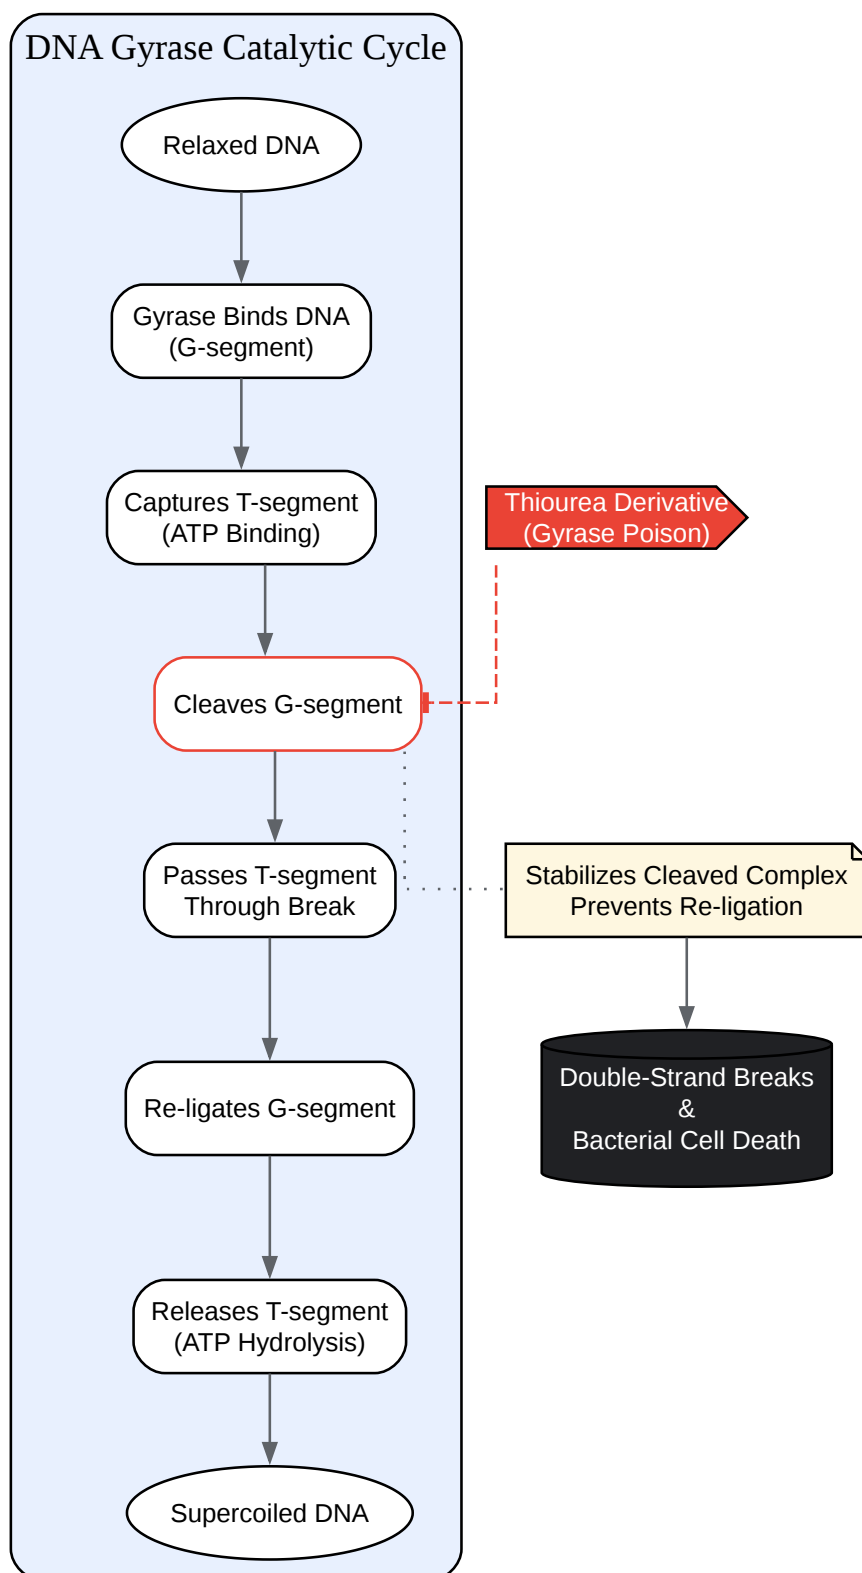 DNA Gyrase Catalytic Cycle
Relaxed DNA
Gyrase Binds DNA
(G-segment)
Captures T-segment
(ATP Binding)
Thiourea Derivative
(Gyrase Poison)
Cleaves G-segment
Passes T-segment
Through Break
Stabilizes Cleaved Complex
Prevents Re-ligation
Re-ligates G-segment
Double-Strand Breaks
&
Bacterial Cell Death
Releases T-segment
(ATP Hydrolysis)
Supercoiled DNA